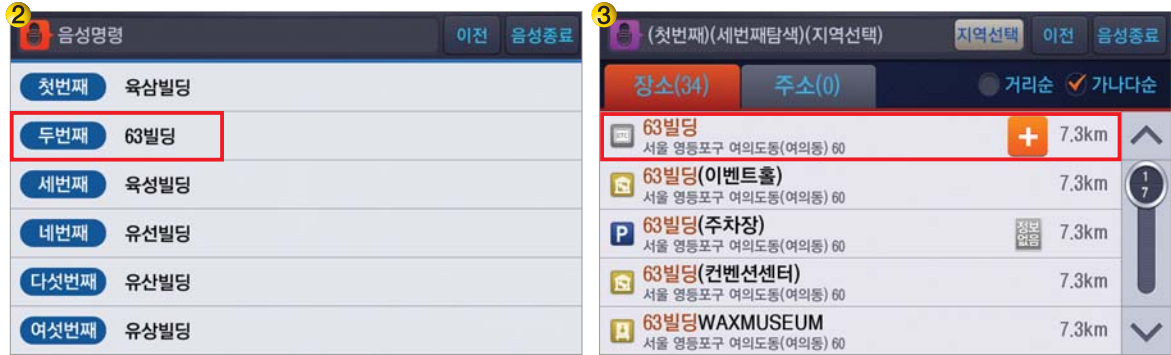 2
음성명령
이전
음성종료
첫번째 육삼빌딩
두번째 63빌딩
세번째 육성빌딩
네번째 유선빌딩
다섯번째 유산빌딩
여섯번째 유상빌딩
3
(첫번째)(세번째탐색)(지역선택)
지역선택
이전
음성종료
장소(34)
주소(0)
거리순
가나다순
ETC
63빌딩
서울 영등포구 여의도동(여의동) 60
+
7.3km
63빌딩(이벤트홀)
서울 영등포구 여의도동(여의동) 60
7.3km
P
63빌딩(주차장)
서울 영등포구 여의도동(여의동) 60
정보
없음
7.3km
63빌딩(컨벤션센터)
서울 영등포구 여의도동(여의동) 60
7.3km
63빌딩WAXMUSEUM
서울 영등포구 여의도동(여의동) 60
7.3km
1
7